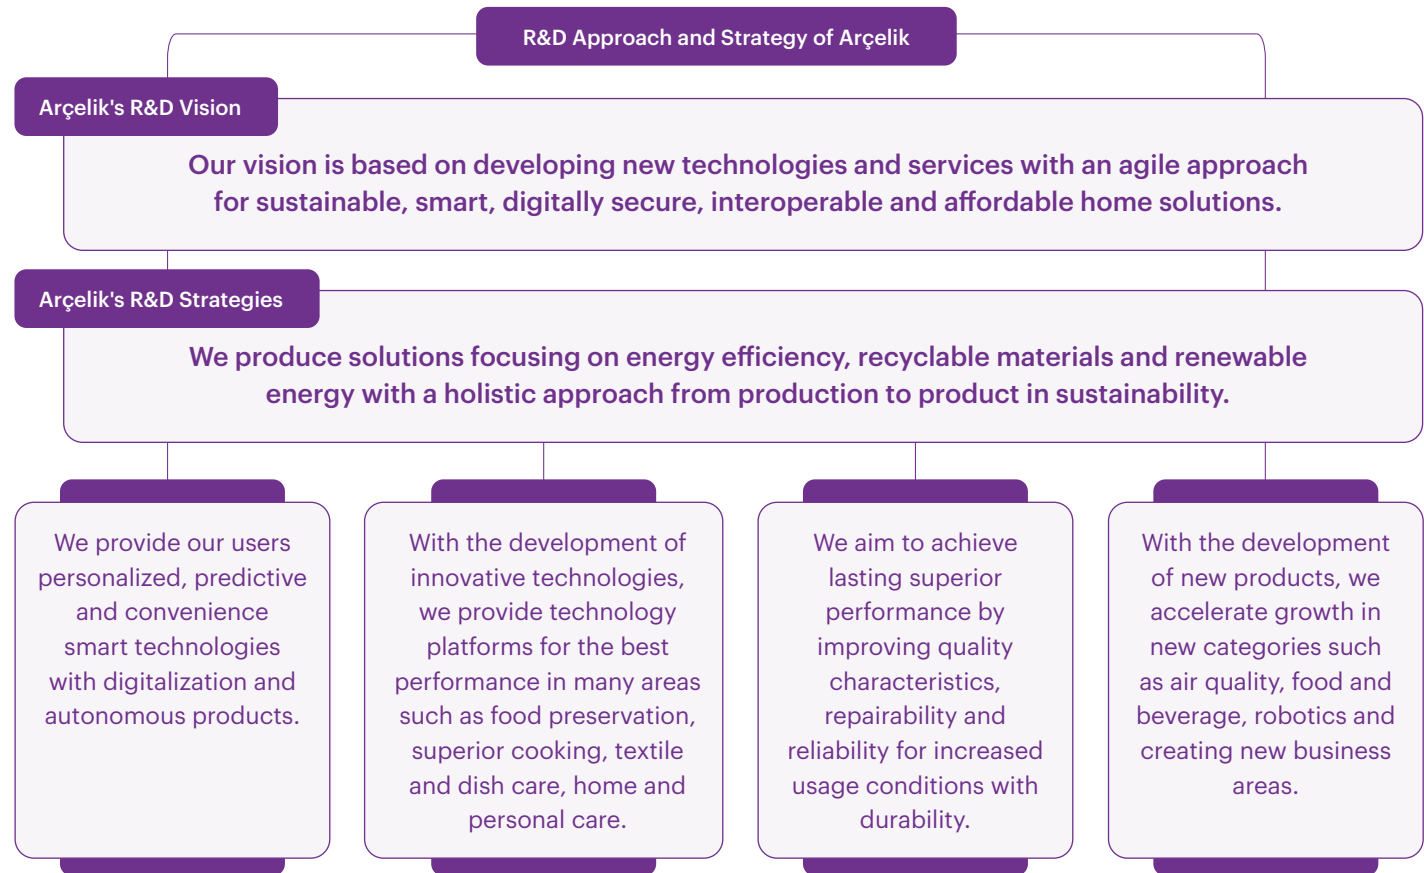 R&D Approach and Strategy of Arçelik
Arçelik's R&D Vision
Our vision is based on developing new technologies and services with an agile approach
for sustainable, smart, digitally secure, interoperable and affordable home solutions.
Arçelik's R&D Strategies
We produce solutions focusing on energy efficiency, recyclable materials and renewable
energy with a holistic approach from production to product in sustainability.
We provide our users
personalized, predictive
and convenience
smart technologies
with digitalization and
autonomous products.
With the development of
innovative technologies,
we provide technology
platforms for the best
performance in many areas
such as food preservation,
superior cooking, textile
and dish care, home and
personal care.
We aim to achieve
lasting superior
performance by
improving quality
characteristics,
repairability and
reliability for increased
usage conditions with
durability.
With the development
of new products, we
accelerate growth in
new categories such
as air quality, food and
beverage, robotics and
creating new business
areas.